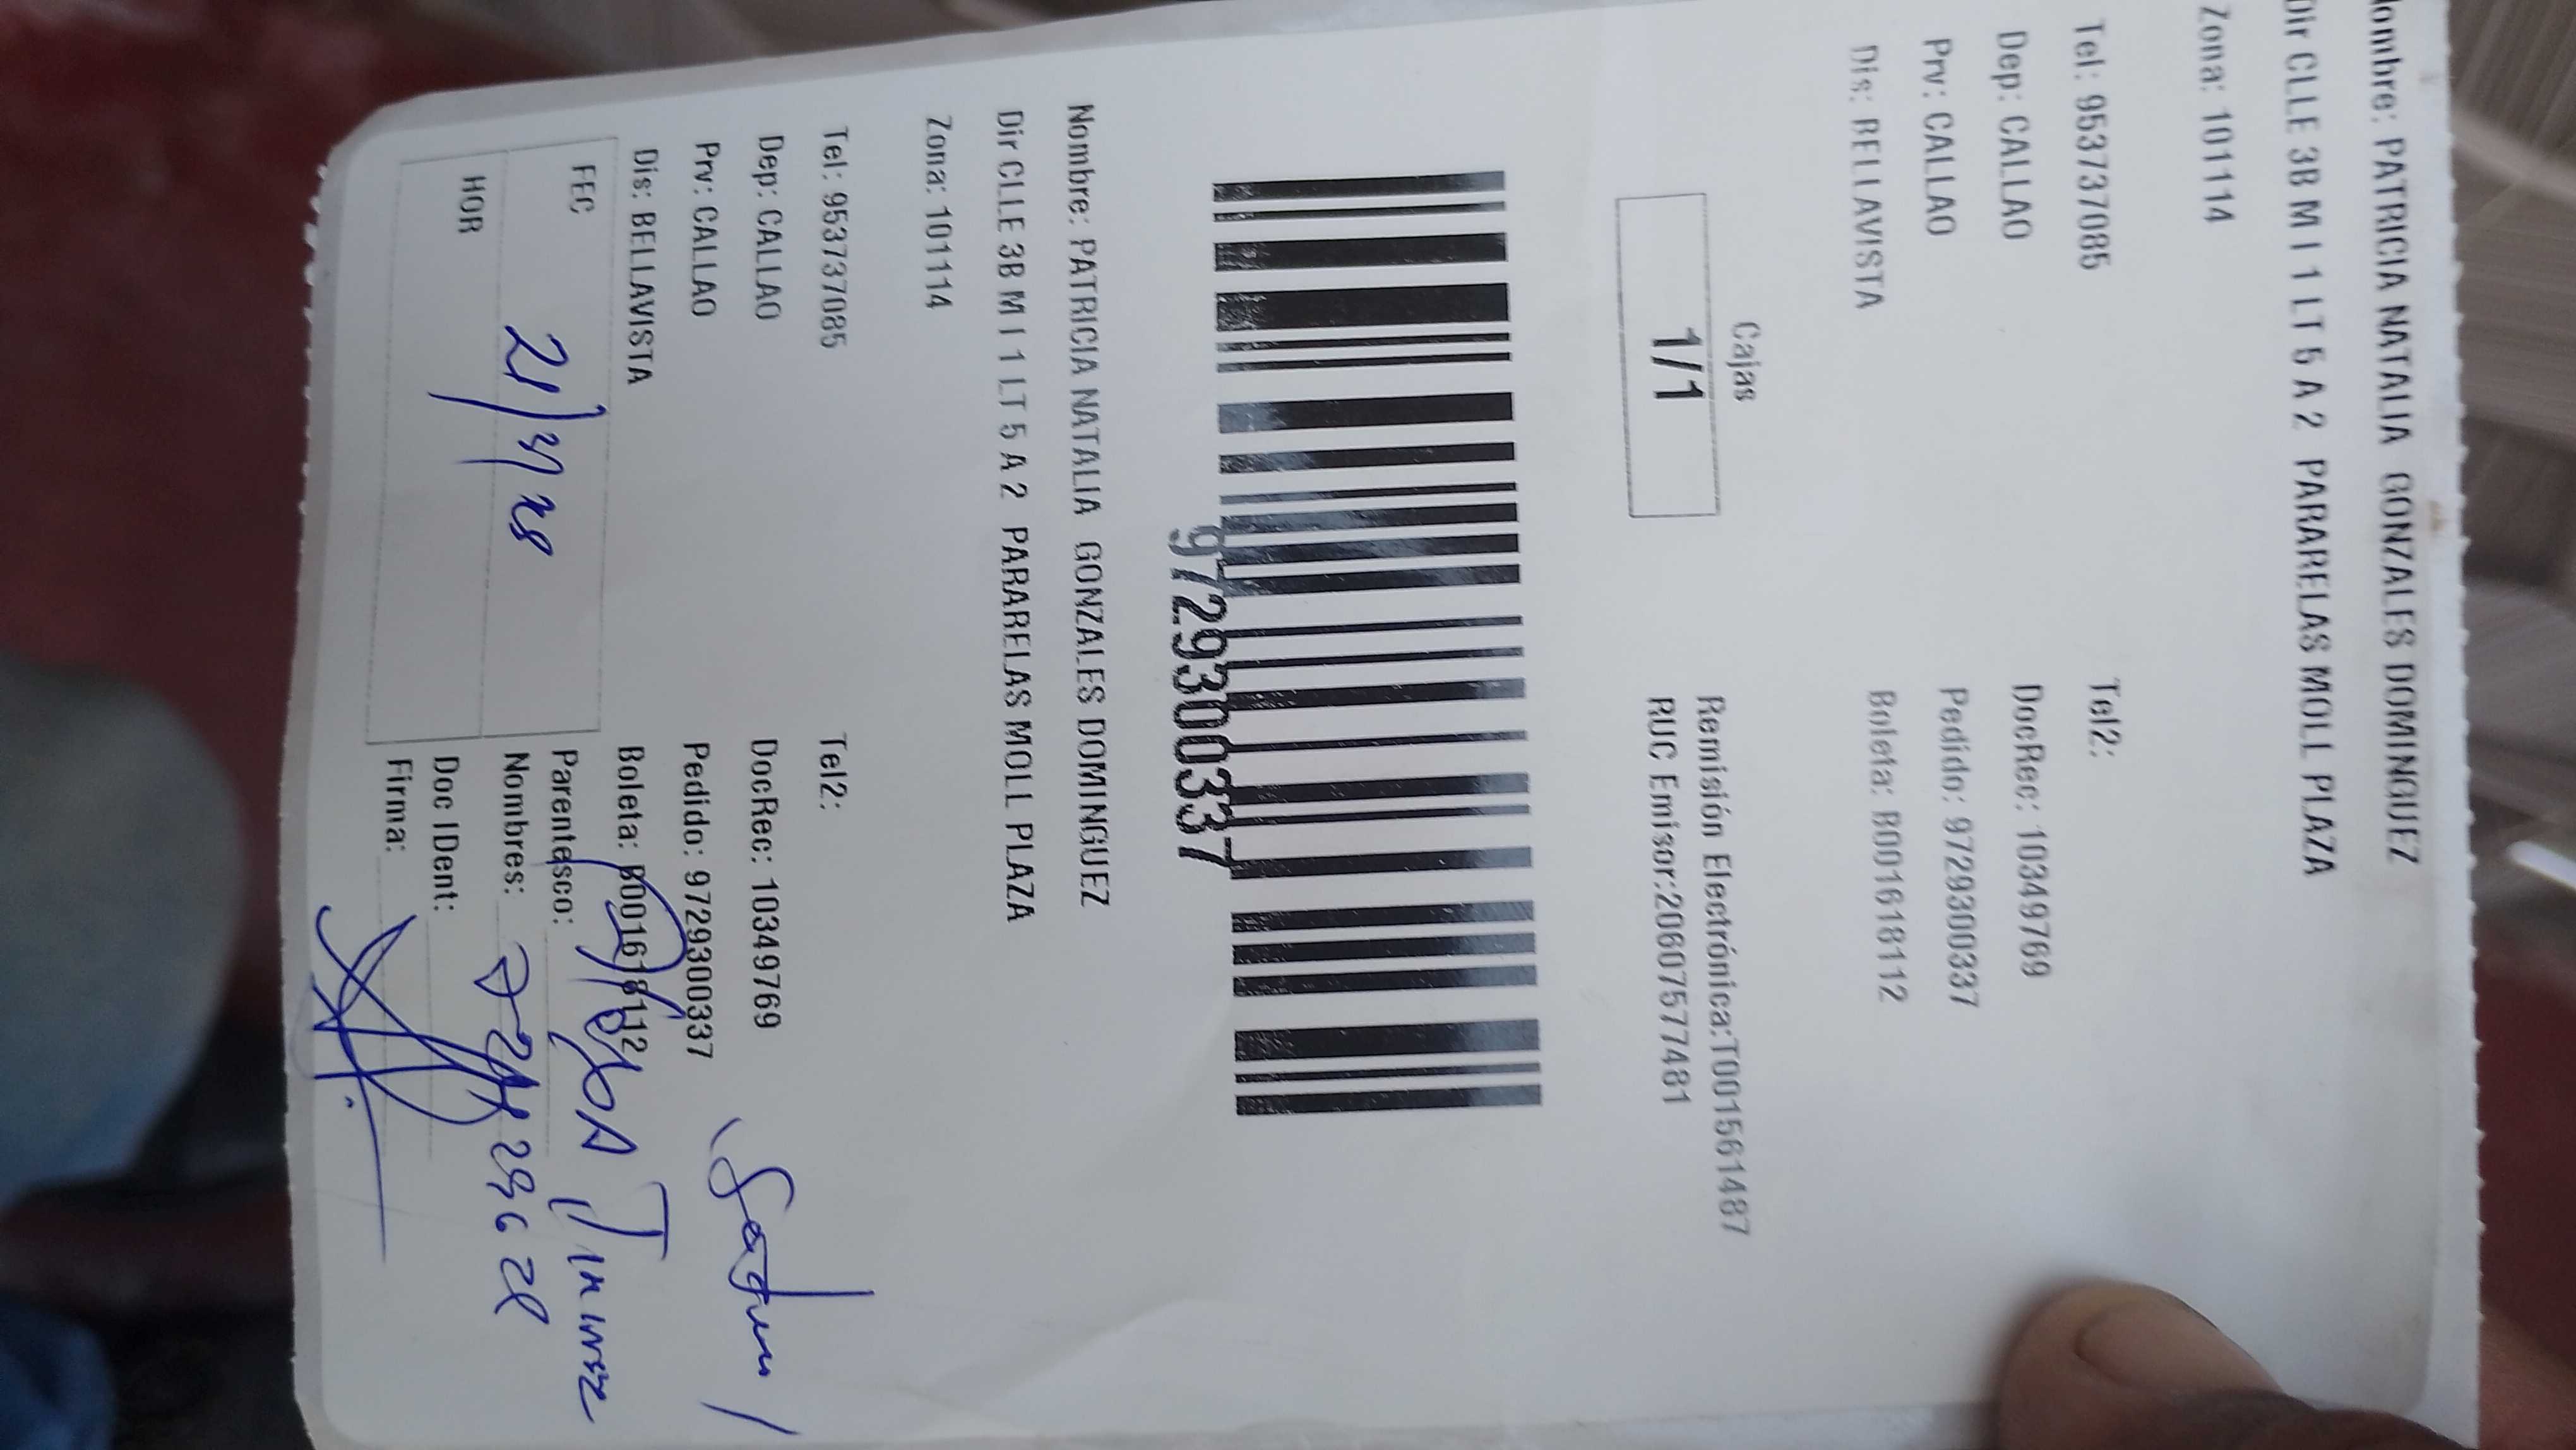 Nombre: PATRICIA NATALIA GONZALES DOMINGUEZ
Dir CLLE 3B M I 1 LT 5 A 2 PARARELAS MOLL PLAZA
Zona: 101114
Tel: 953737085 Tel2:
Dep: CALLAO DocRec: 10349769
Prv: CALLAO Pedido: 9729300337
Dis: BELLAVISTA Boleta: B001618112
Cajas
1/1
Remisión Electrónica:T001561487
RUC Emisor:20607577481
9729300337
Nombre: PATRICIA NATALIA GONZALES DOMINGUEZ
Dir CLLE 3B M I 1 LT 5 A 2 PARARELAS MOLL PLAZA
Zona: 101114
Tel: 953737085 Tel2:
Dep: CALLAO DocRec: 10349769
Prv: CALLAO Pedido: 9729300337
Dis: BELLAVISTA Boleta: B001618112
FEC Parentesco:
Nombres:
HOR Doc IDent:
Firma: